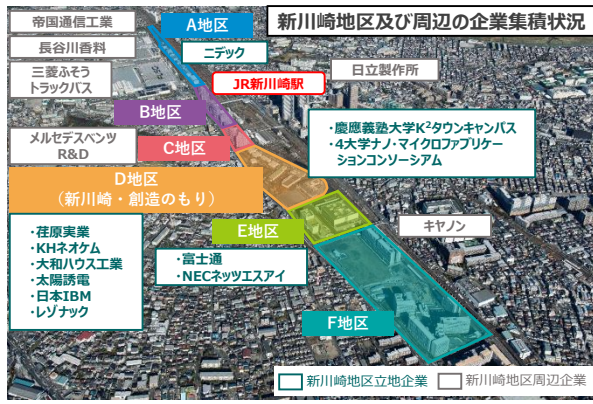 新川崎地区及び周辺の企業集積状況
帝国通信工業
長谷川香料
三菱ふそう
トラックバス
A地区
ニデック
JR新川崎駅
日立製作所
B地区
メルセデスベンツ
R&D
C地区
・慶應義塾大学K²タウンキャンパス
・4大学ナノ・マイクロファブリケー
ションコンソーシアム
D地区
(新川崎・創造のもり)
E地区
キヤノン
・荏原実業
・KHネオケム
・大和ハウス工業
・太陽誘電
・日本IBM
・レゾナック
・富士通
・NECネッツエスアイ
F地区
新川崎地区立地企業
新川崎地区周辺企業